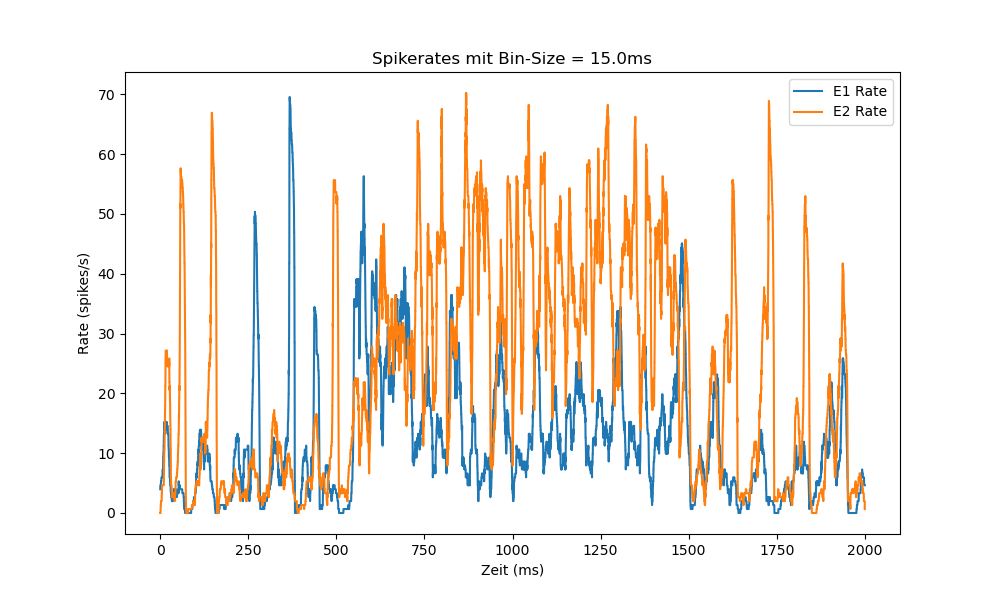 Spikerates mit Bin-Size = 15.0ms
E1 Rate
E2 Rate
70
60
50
40
30
20
10
0
Rate (spikes/s)
0 250 500 750 1000 1250 1500 1750 2000
Zeit (ms)